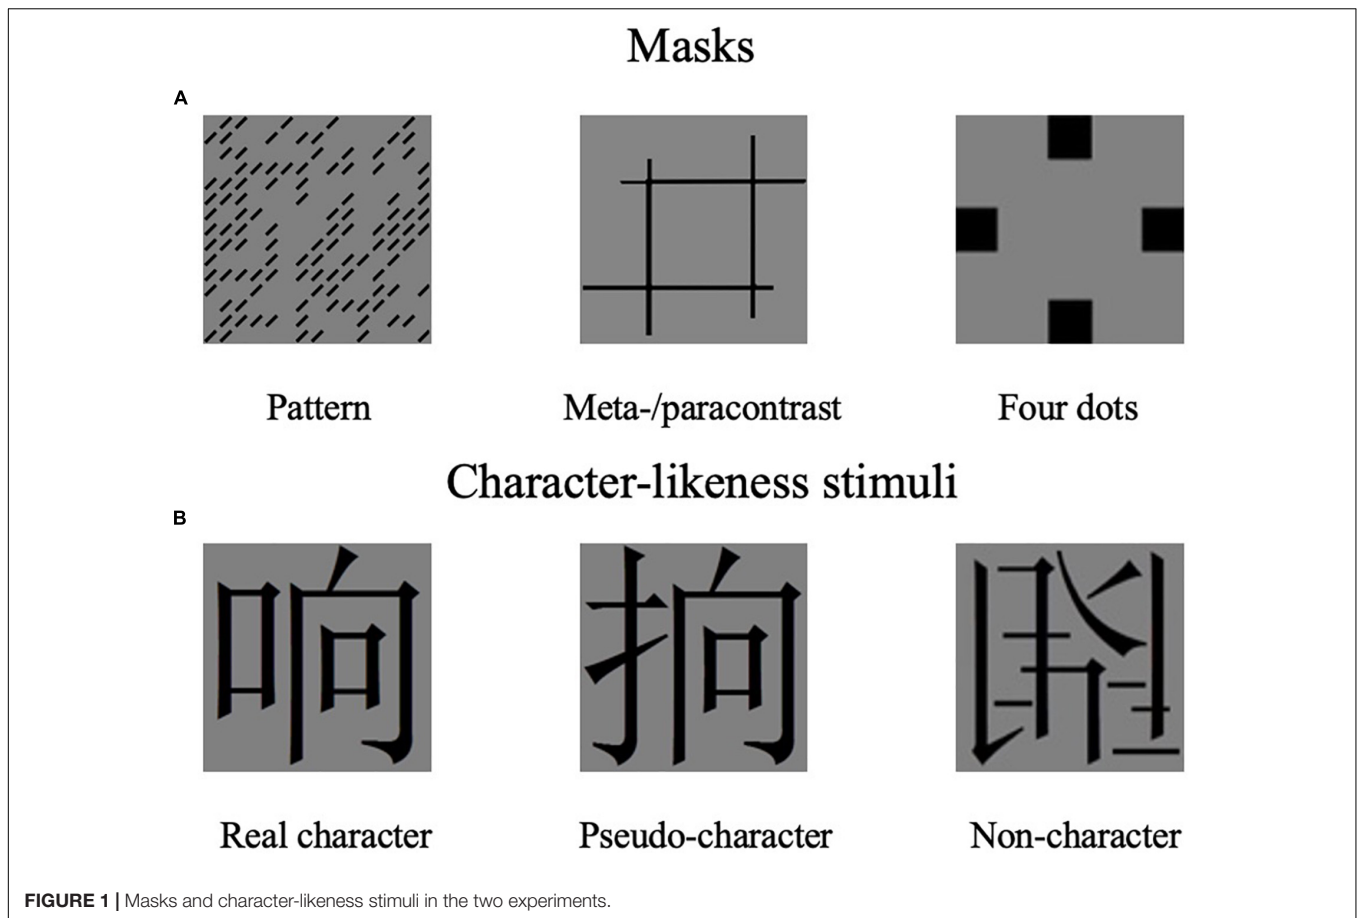 Masks
A
Pattern
Meta-/paracontrast
Four dots
Character-likeness stimuli
B
响
Real character
Pseudo-character
Non-character
FIGURE 1 | Masks and character-likeness stimuli in the two experiments.